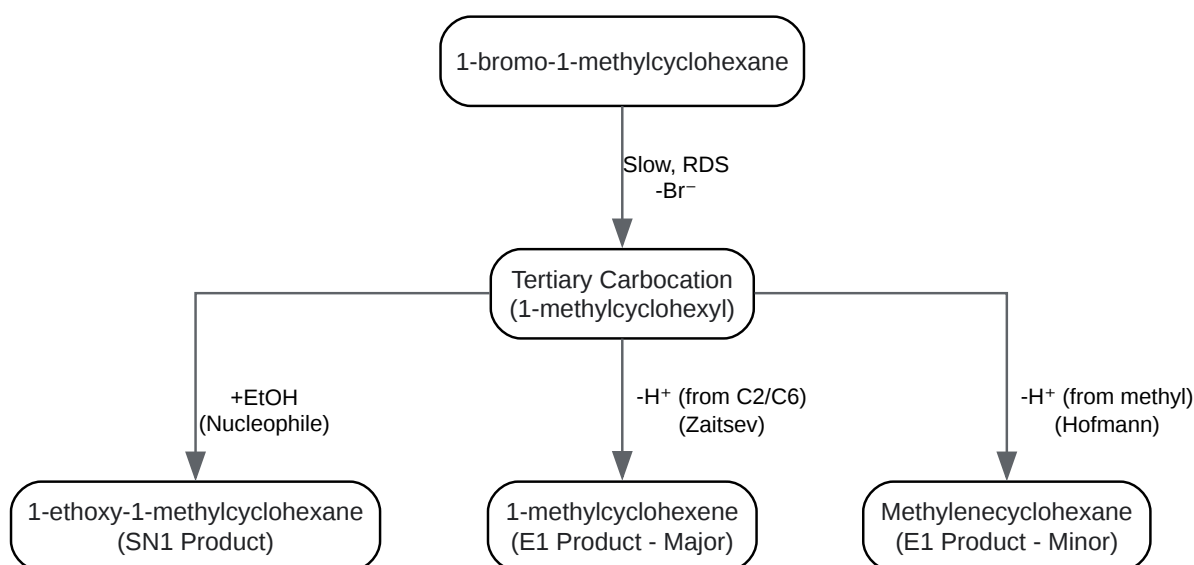 1-bromo-1-methylcyclohexane
Slow, RDS
-Br⁻
Tertiary Carbocation
(1-methylcyclohexyl)
+EtOH
(Nucleophile)
-H⁺ (from C2/C6)
(Zaitsev)
-H⁺ (from methyl)
(Hofmann)
1-ethoxy-1-methylcyclohexane
(SN1 Product)
1-methylcyclohexene
(E1 Product - Major)
Methylenecyclohexane
(E1 Product - Minor)